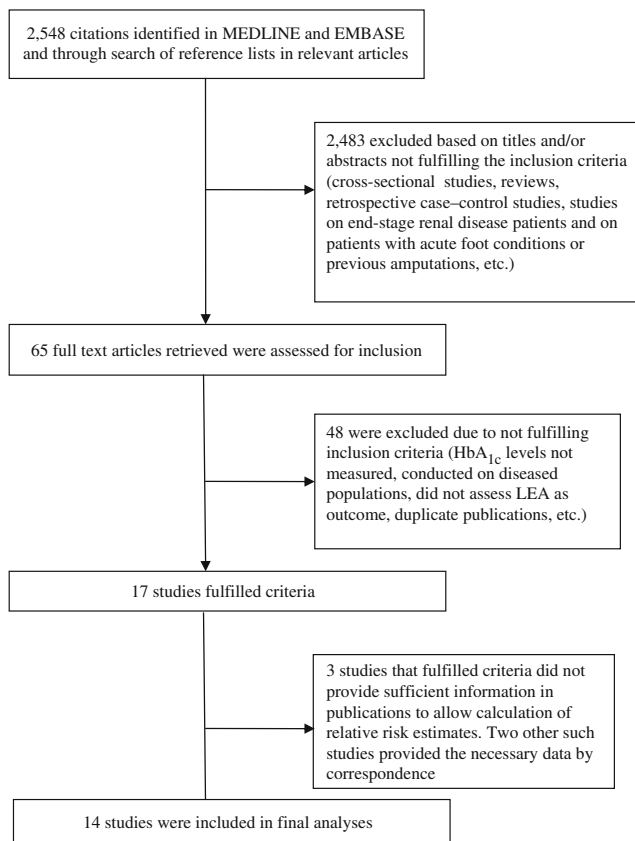 2,548 citations identified in MEDLINE and EMBASE
and through search of reference lists in relevant articles
2,483 excluded based on titles and/or
abstracts not fulfilling the inclusion criteria
(cross-sectional studies, reviews,
retrospective case–control studies, studies
on end-stage renal disease patients and on
patients with acute foot conditions or
previous amputations, etc.)
65 full text articles retrieved were assessed for inclusion
48 were excluded due to not fulfilling
inclusion criteria (HbA1c levels not
measured, conducted on diseased
populations, did not assess LEA as
outcome, duplicate publications, etc.)
17 studies fulfilled criteria
3 studies that fulfilled criteria did not
provide sufficient information in
publications to allow calculation of
relative risk estimates. Two other such
studies provided the necessary data by
correspondence
14 studies were included in final analyses